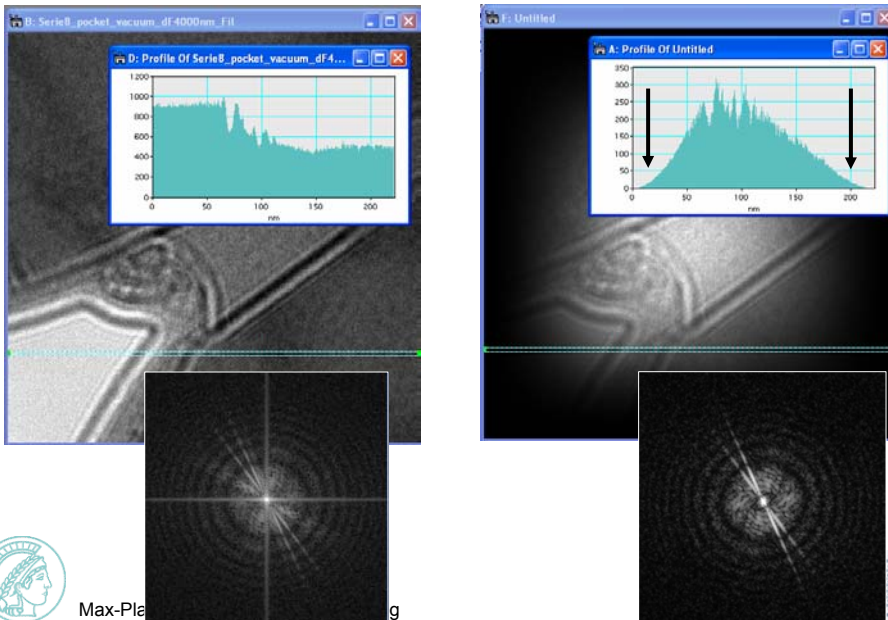 B: Serie8_pocket_vacuum_dF4000nm_Fil
D: Profile Of Serie8_pocket_vacuum_dF4...
1200
1000
800
600
400
200
0
0 50 100 150 200
nm
F: Untitled
A: Profile Of Untitled
350
300
250
200
150
100
50
0
0 50 100 150 200
nm
Max-Pla g